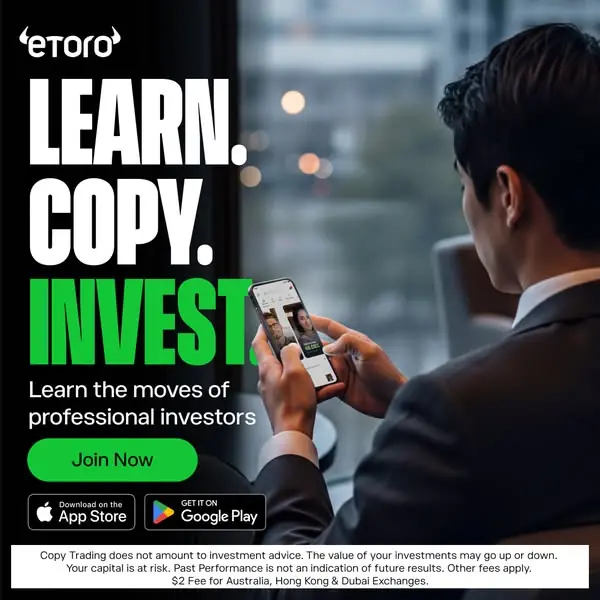 eToro
LEARN.
COPY.
INVEST.
Learn the moves of
professional investors
Join Now
Download on the
App Store
GET IT ON
Google Play
Copy Trading does not amount to investment advice. The value of your investments may go up or down.
Your capital is at risk. Past Performance is not an indication of future results. Other fees apply.
$2 Fee for Australia, Hong Kong & Dubai Exchanges.